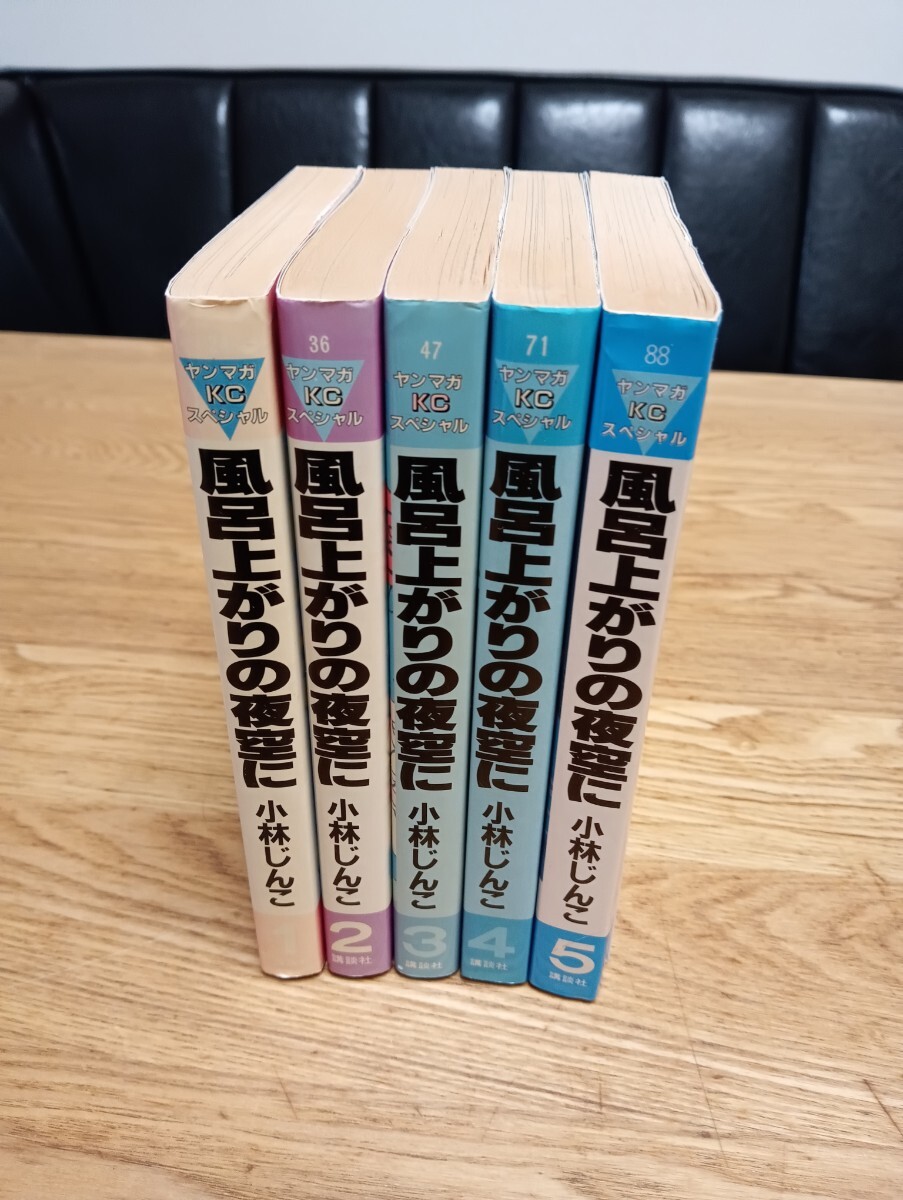 ヤンマガ
KC
スペシャル
風呂上がりの夜空に
小林じんこ
36
ヤンマガ
KC
スペシャル
風呂上がりの夜空に
小林じんこ
2
講談社
47
ヤンマガ
KC
スペシャル
風呂上がりの夜空に
小林じんこ
3
講談社
71
ヤンマガ
KC
スペシャル
風呂上がりの夜空に
小林じんこ
4
講談社
88
ヤンマガ
KC
スペシャル
風呂上がりの夜空に
小林じんこ
5
講談社